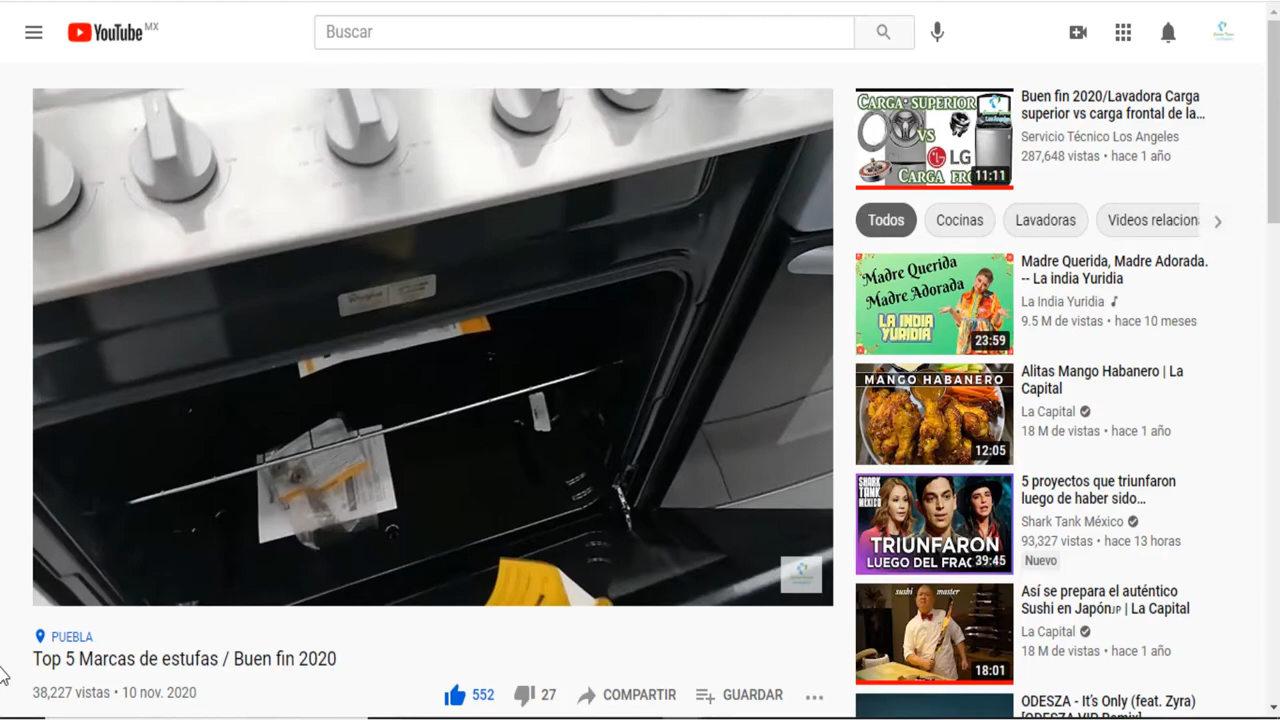 YouTube MX
Buscar
Whirlpool
PUEBLA
Top 5 Marcas de estufas / Buen fin 2020
38,227 vistas • 10 nov. 2020
552
27
COMPARTIR
GUARDAR
CARGA SUPERIOR
VS
LG
CARGA FR
11:11
Buen fin 2020/Lavadora Carga
superior vs carga frontal de la...
Servicio Técnico Los Angeles
287,648 vistas • hace 1 año
Todos
Cocinas
Lavadoras
Videos relacion
Madre Querida
Madre Adorada
LA INDIA
YURIDIA
23:59
Madre Querida, Madre Adorada.
-- La india Yuridia
La India Yuridia
9.5 M de vistas • hace 10 meses
MANGO HABANERO
12:05
Alitas Mango Habanero | La
Capital
La Capital
18 M de vistas • hace 1 año
SHARK
TANK
MÉXICO
TRIUNFARON
LUEGO DEL FRAC
39:45
5 proyectos que triunfaron
luego de haber sido...
Shark Tank México
93,327 vistas • hace 13 horas
Nuevo
sushi master
18:01
Así se prepara el auténtico
Sushi en Japón🇯🇵 | La Capital
La Capital
18 M de vistas • hace 1 año
ODESZA - It's Only (feat. Zyra)
[ODESZA VIP Remix]